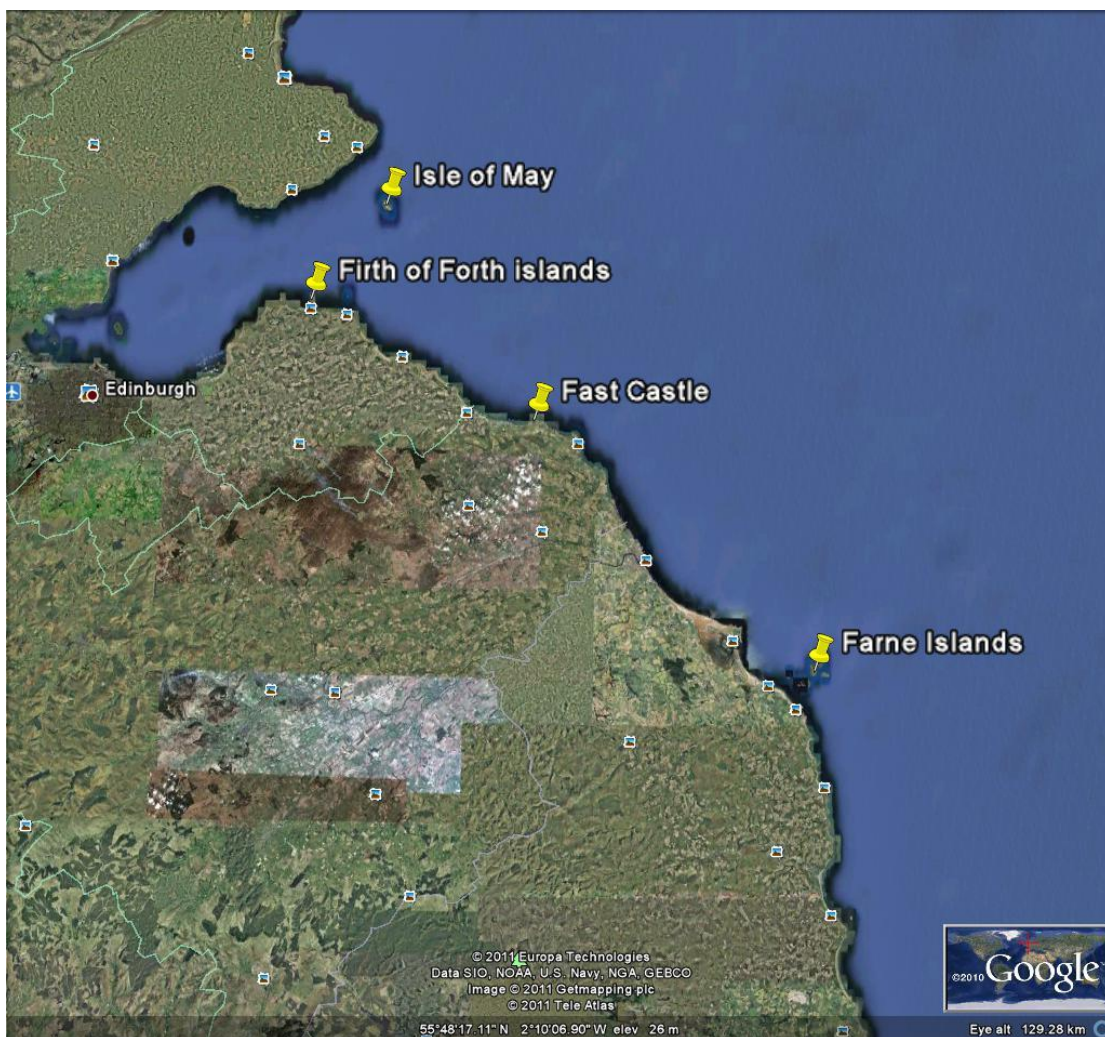 Isle of May
Firth of Forth islands
Edinburgh
Fast Castle
Farne Islands
© 2011 Europa Technologies
Data SIO, NOAA, U.S. Navy, NGA, GEBCO
Image © 2011 Getmapping plc
© 2011 Tele Atlas
©2010 Google™
55°48'17.11" N 2°10'06.90" W elev 26 m
Eye alt 129.28 km